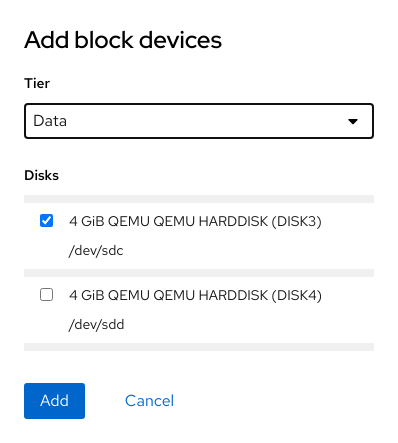 Add block devices
Tier
Data
Disks
4 GiB QEMU QEMU HARDDISK (DISK3)
/dev/sdc
4 GiB QEMU QEMU HARDDISK (DISK4)
/dev/sdd
Add Cancel